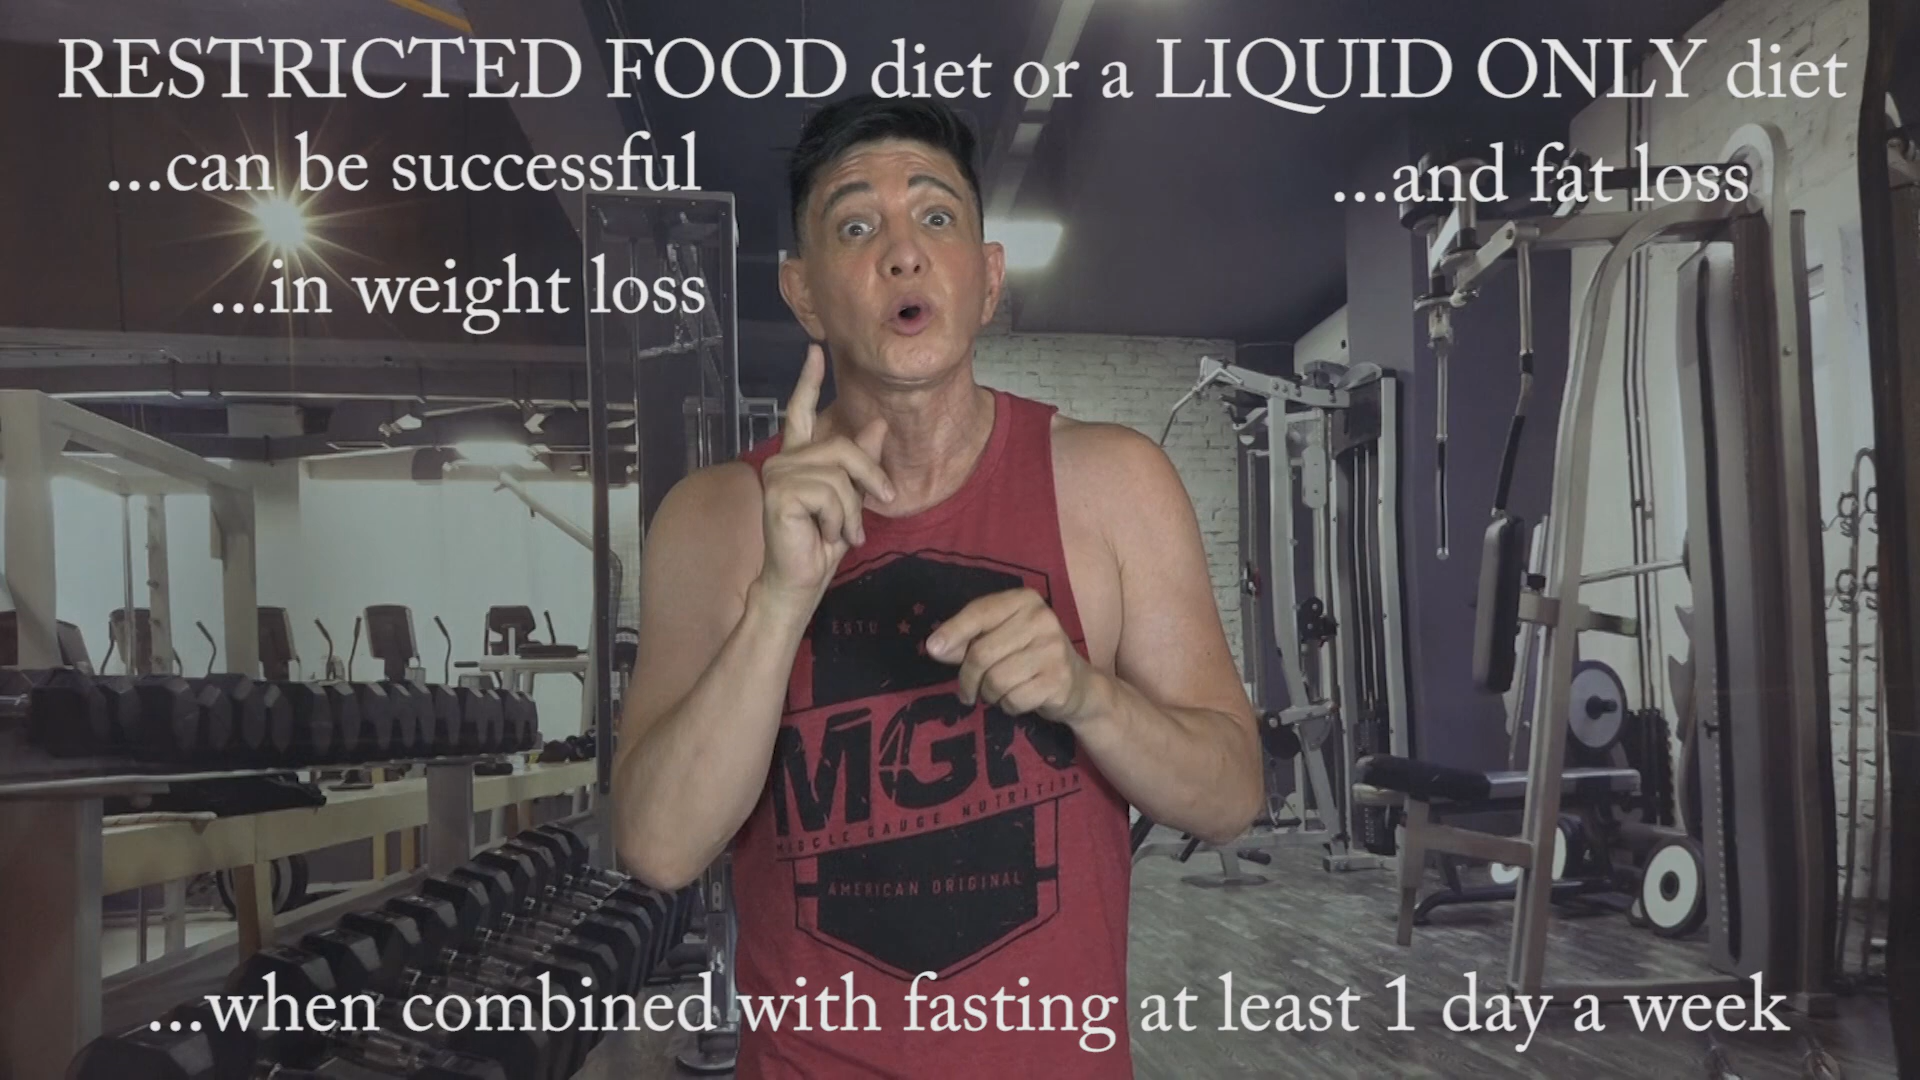 RESTRICTED FOOD diet or a LIQUID ONLY diet
...can be successful
...and fat loss
...in weight loss
ESTD
MGN
MUSCLE GAUGE NUTRITION
AMERICAN ORIGINAL
...when combined with fasting at least 1 day a week